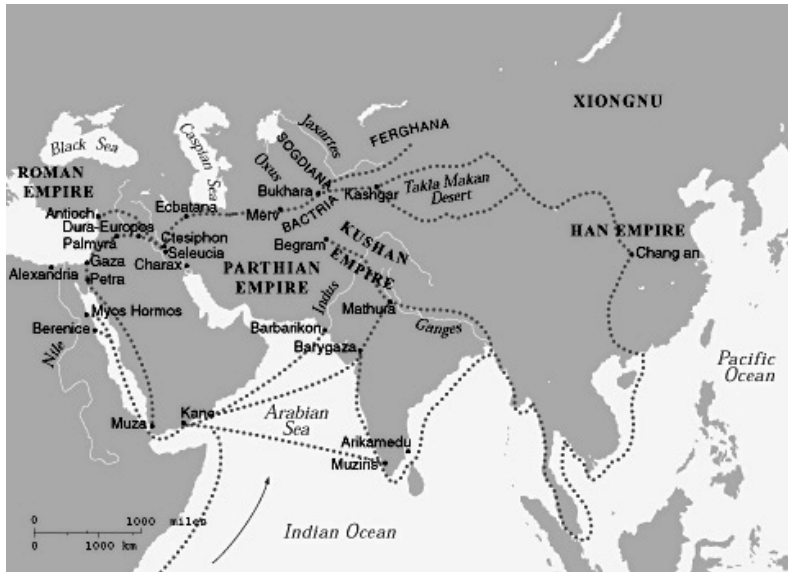 XIONGNU
Black Sea
Caspian Sea
Jaxartes
FERGHANA
SOGDIANA
Oxus
ROMAN
EMPIRE
Bukhara
Kashgar
Takla Makan
Desert
Antioch
Ecbatana
Merv
BACTRIA
Dura-Europos
Palmyra
Ctesiphon
Seleucia
Begram
KUSHAN
EMPIRE
HAN EMPIRE
Chang an
Gaza
Alexandria
Petra
Charax
PARTHIAN
EMPIRE
Indus
Mathura
Myos Hormos
Berenice
Nile
Barbarikon
Barygaza
Ganges
Pacific
Ocean
Muza
Kane
Arabian
Sea
Arikamedu
Muziris
0 1000 miles
0 1000 km
Indian Ocean